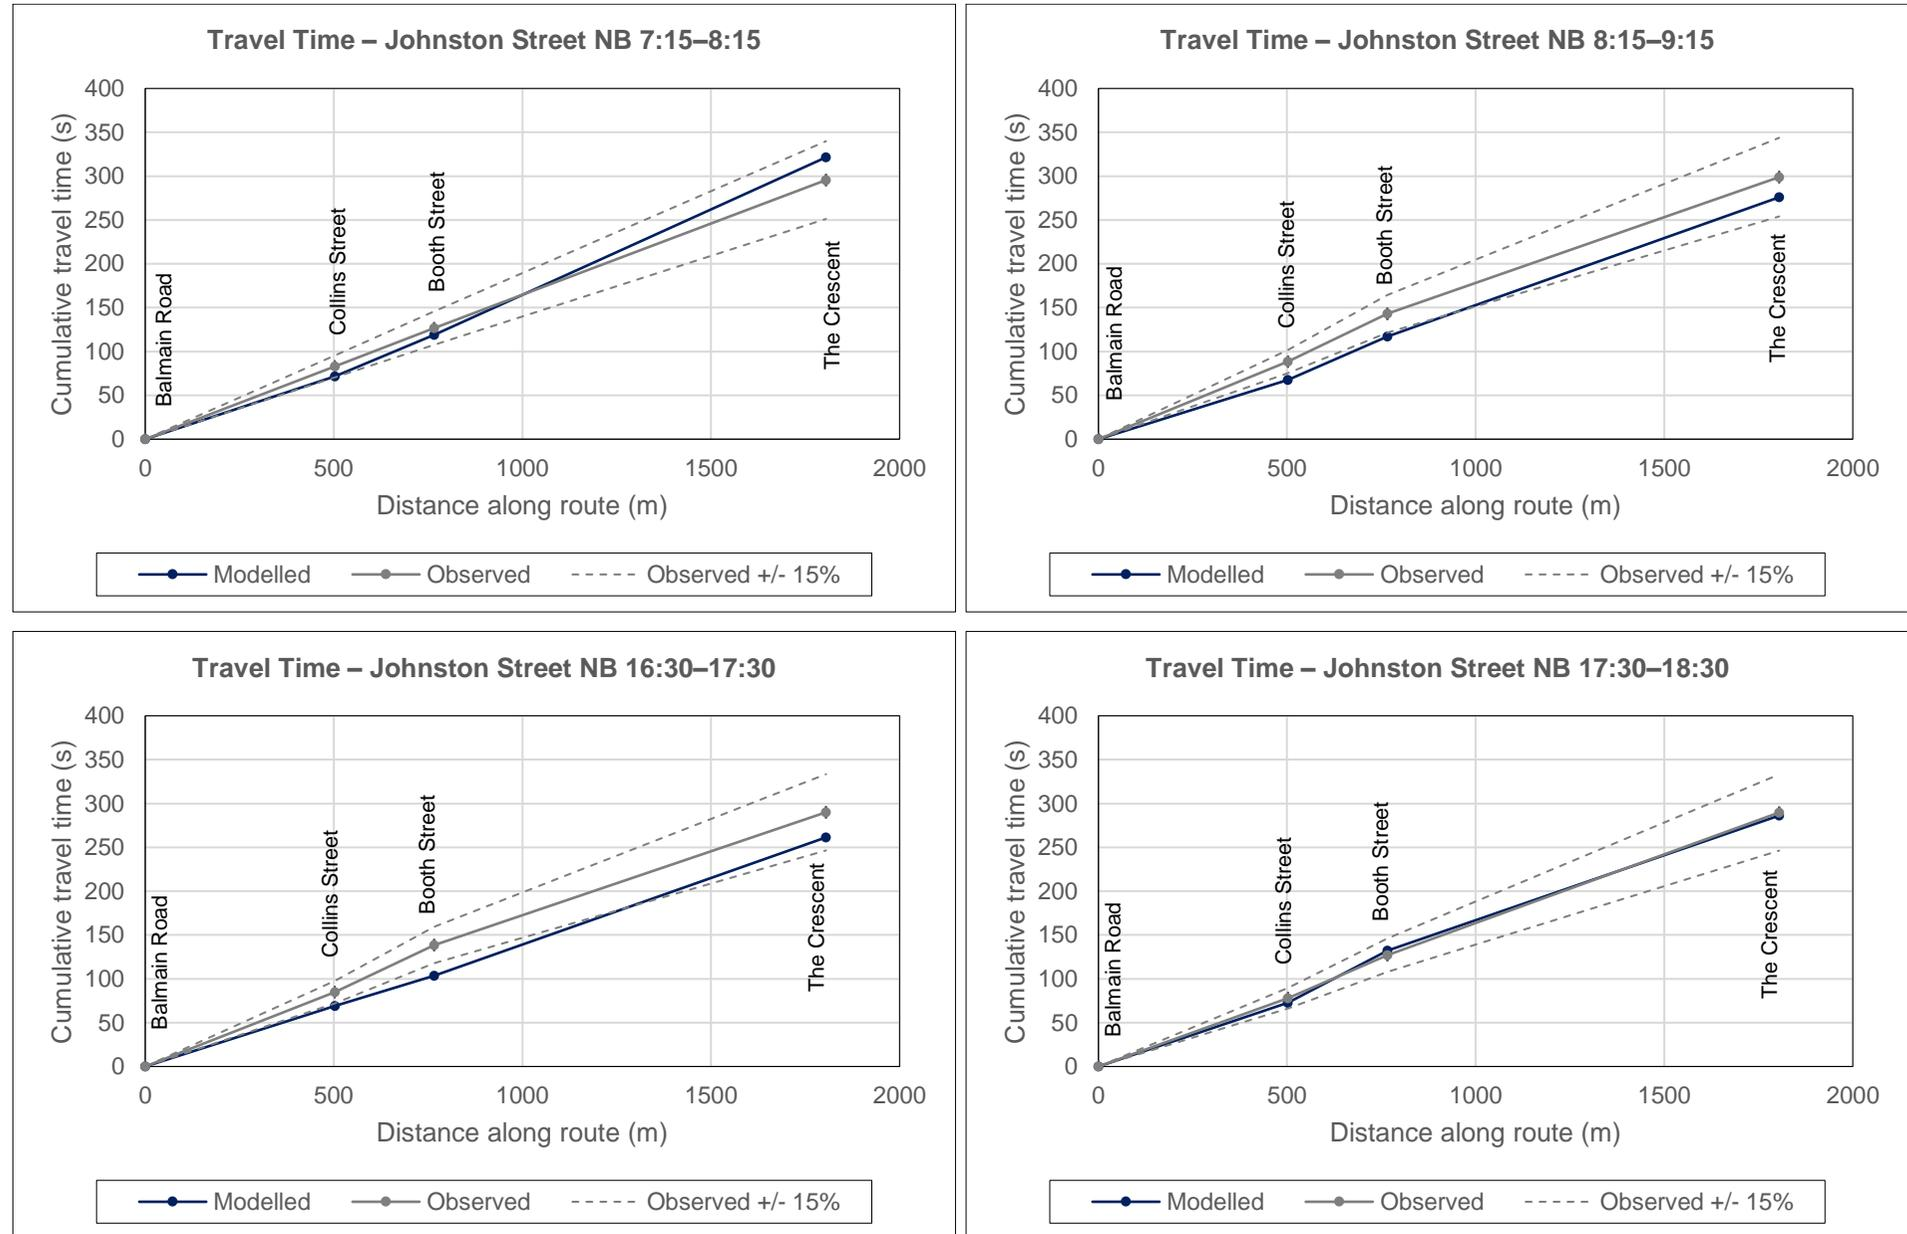 Travel Time – Johnston Street NB 7:15–8:15
Cumulative travel time (s)
400
350
300
250
200
150
100
50
0
Balmain Road
Collins Street
Booth Street
The Crescent
0 500 1000 1500 2000
Distance along route (m)
Modelled Observed Observed +/- 15%
Travel Time – Johnston Street NB 8:15–9:15
Cumulative travel time (s)
400
350
300
250
200
150
100
50
0
Balmain Road
Collins Street
Booth Street
The Crescent
0 500 1000 1500 2000
Distance along route (m)
Modelled Observed Observed +/- 15%
Travel Time – Johnston Street NB 16:30–17:30
Cumulative travel time (s)
400
350
300
250
200
150
100
50
0
Balmain Road
Collins Street
Booth Street
The Crescent
0 500 1000 1500 2000
Distance along route (m)
Modelled Observed Observed +/- 15%
Travel Time – Johnston Street NB 17:30–18:30
Cumulative travel time (s)
400
350
300
250
200
150
100
50
0
Balmain Road
Collins Street
Booth Street
The Crescent
0 500 1000 1500 2000
Distance along route (m)
Modelled Observed Observed +/- 15%